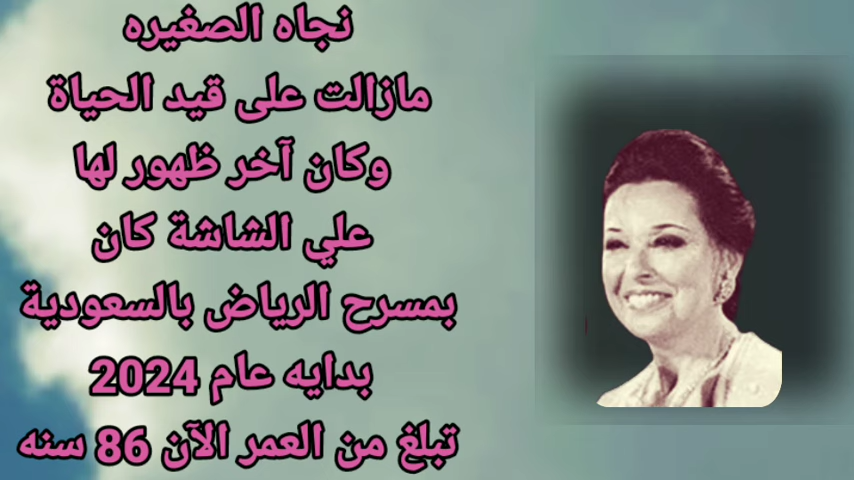 نجاه الصغيره
مازالت على قيد الحياة
وكان آخر ظهور لها
علي الشاشة كان
بمسرح الرياض بالسعودية
بدايه عام 2024
تبلغ من العمر الآن 86 سنه